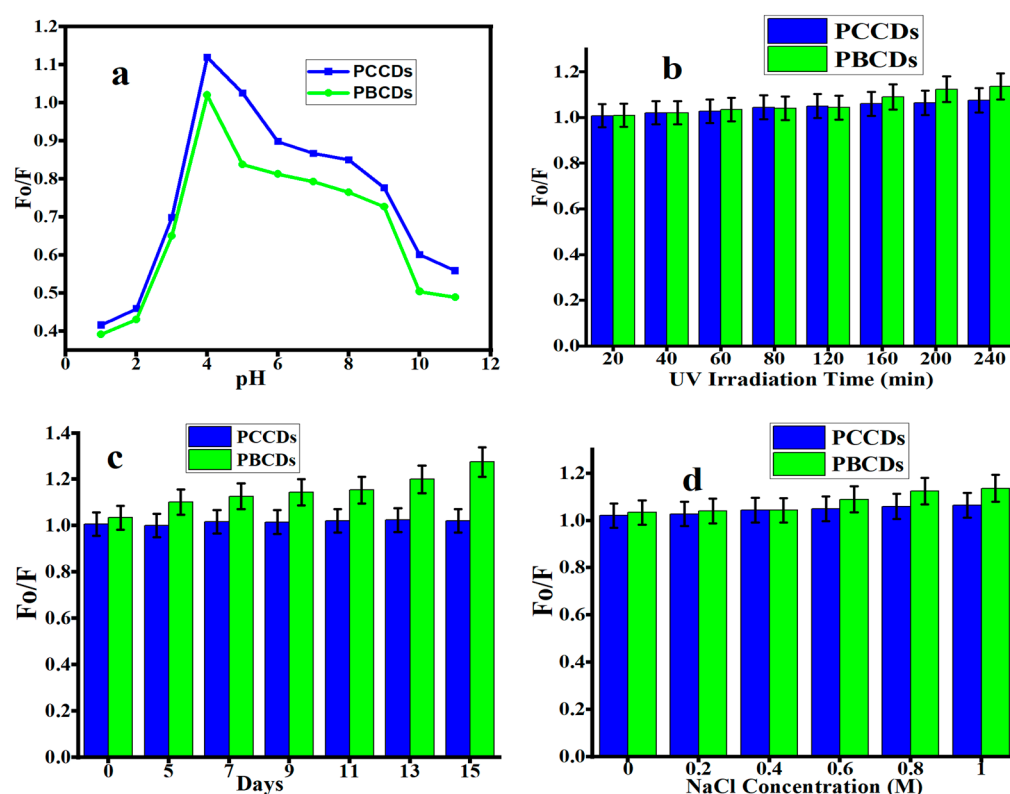 a
PCCDs
PBCDs
Fo/F
1.2
1.1
1.0
0.9
0.8
0.7
0.6
0.5
0.4
0 2 4 6 8 10 12
pH
b
PCCDs
PBCDs
Fo/F
1.2
1.0
0.8
0.6
0.4
0.2
0.0
20 40 60 80 120 160 200 240
UV Irradiation Time (min)
c
PCCDs
PBCDs
Fo/F
1.4
1.2
1.0
0.8
0.6
0.4
0.2
0.0
0 5 7 9 11 13 15
Days
d
PCCDs
PBCDs
Fo/F
1.2
1.0
0.8
0.6
0.4
0.2
0.0
0 0.2 0.4 0.6 0.8 1
NaCl Concentration (M)